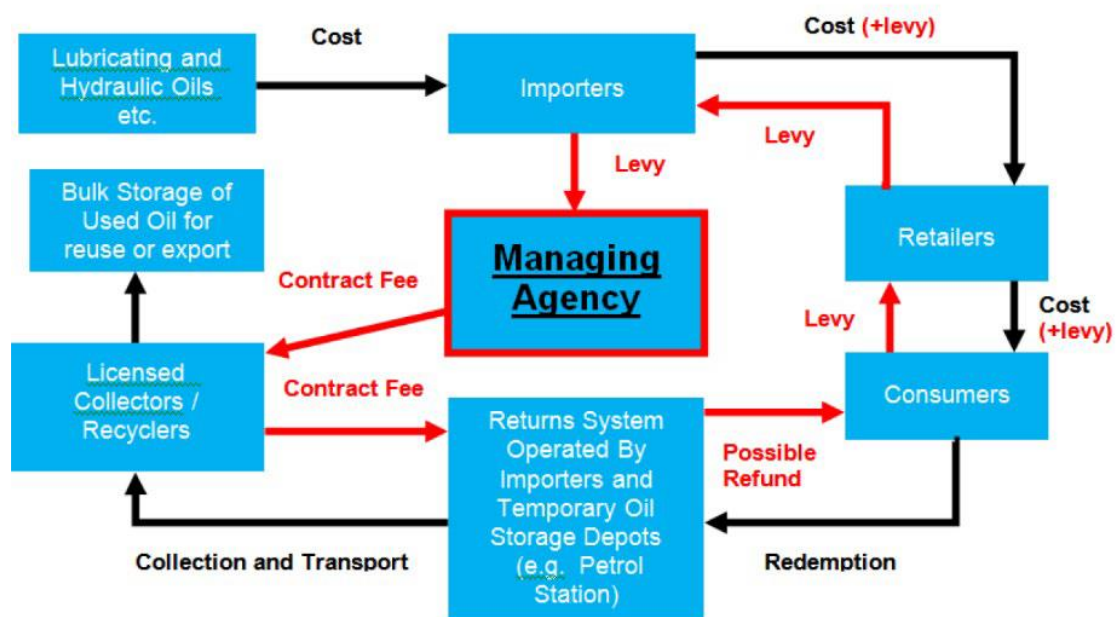 Cost
Cost (+levy)
Lubricating and
Hydraulic Oils
etc.
Importers
Levy
Levy
Bulk Storage of
Used Oil for
reuse or export
Retailers
Managing
Agency
Contract Fee
Cost
(+levy)
Levy
Licensed
Collectors /
Recyclers
Contract Fee
Consumers
Returns System
Operated By
Importers and
Temporary Oil
Storage Depots
(e.g. Petrol
Station)
Possible
Refund
Collection and Transport
Redemption